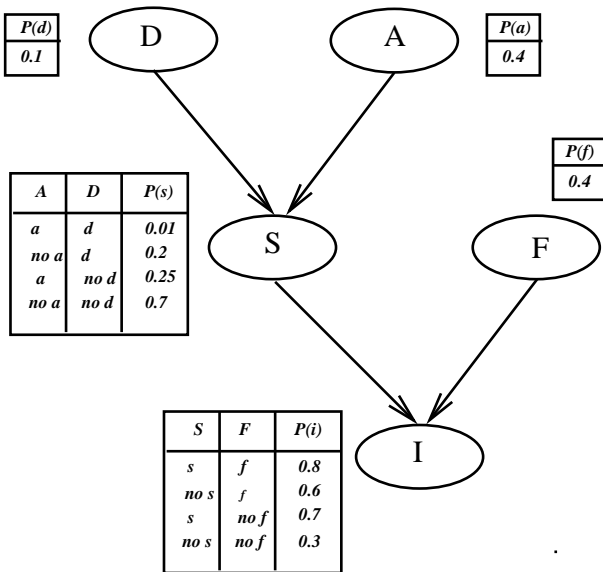 P(d)
0.1
D
A
P(a)
0.4
P(f)
0.4
A D P(s)
a d 0.01
no a d 0.2
a no d 0.25
no a no d 0.7
S
F
S F P(i)
s f 0.8
no s f 0.6
s no f 0.7
no s no f 0.3
I
.